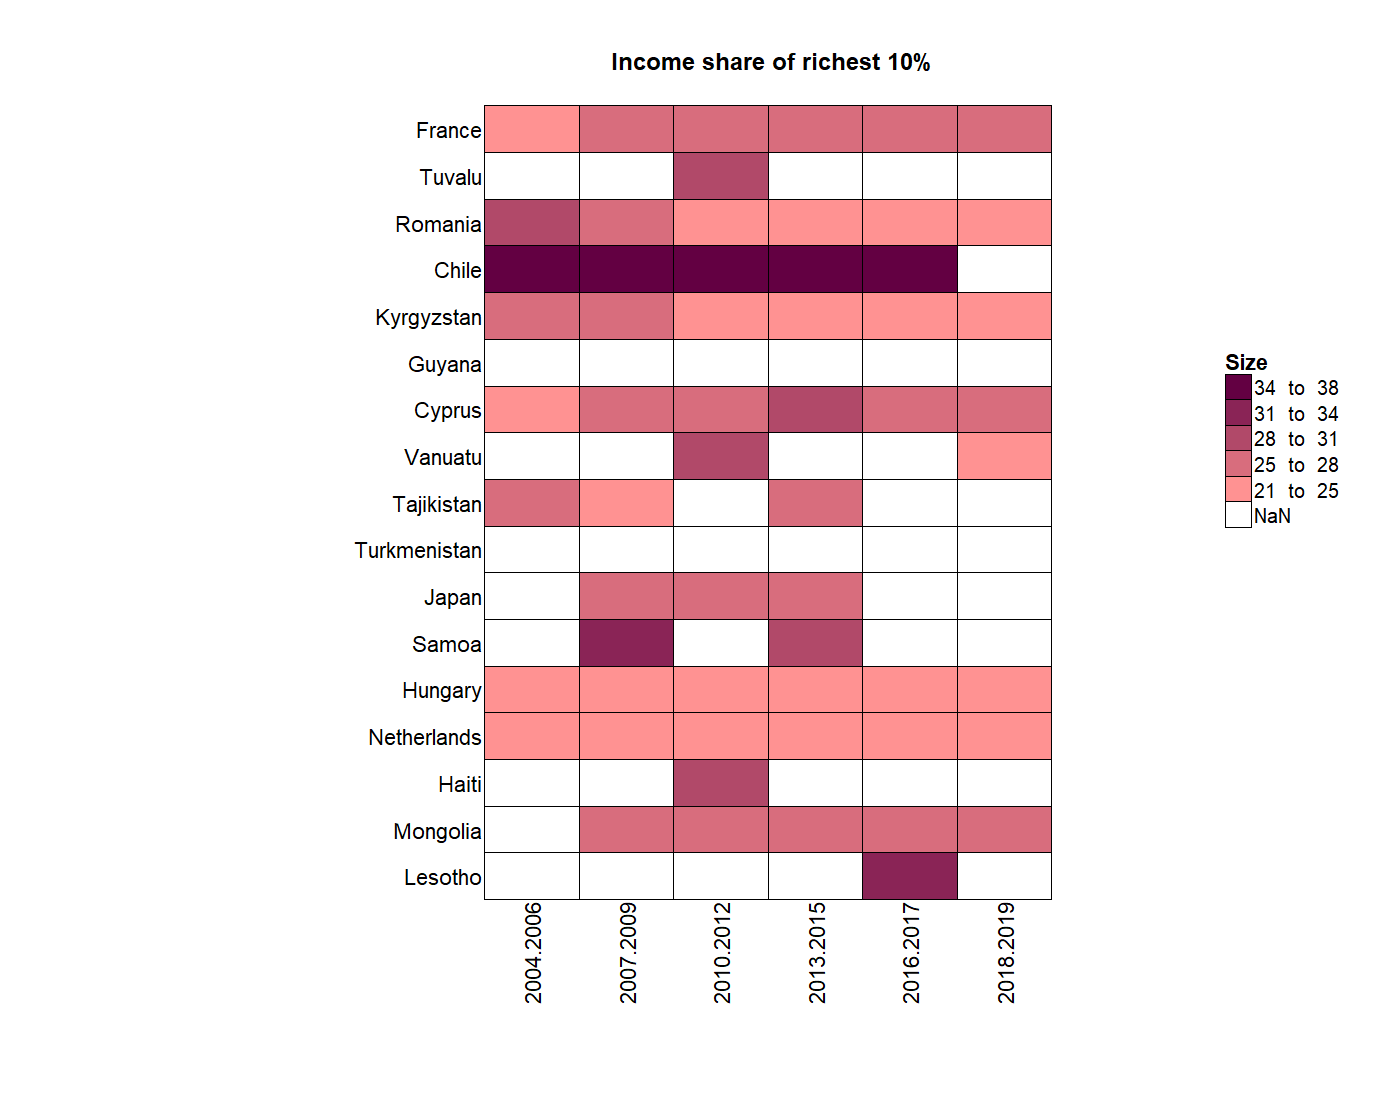 Income share of richest 10%
France
Tuvalu
Romania
Chile
Kyrgyzstan
Guyana
Cyprus
Vanuatu
Tajikistan
Turkmenistan
Japan
Samoa
Hungary
Netherlands
Haiti
Mongolia
Lesotho
2004.2006
2007.2009
2010.2012
2013.2015
2016.2017
2018.2019
Size
34 to 38
31 to 34
28 to 31
25 to 28
21 to 25
NaN